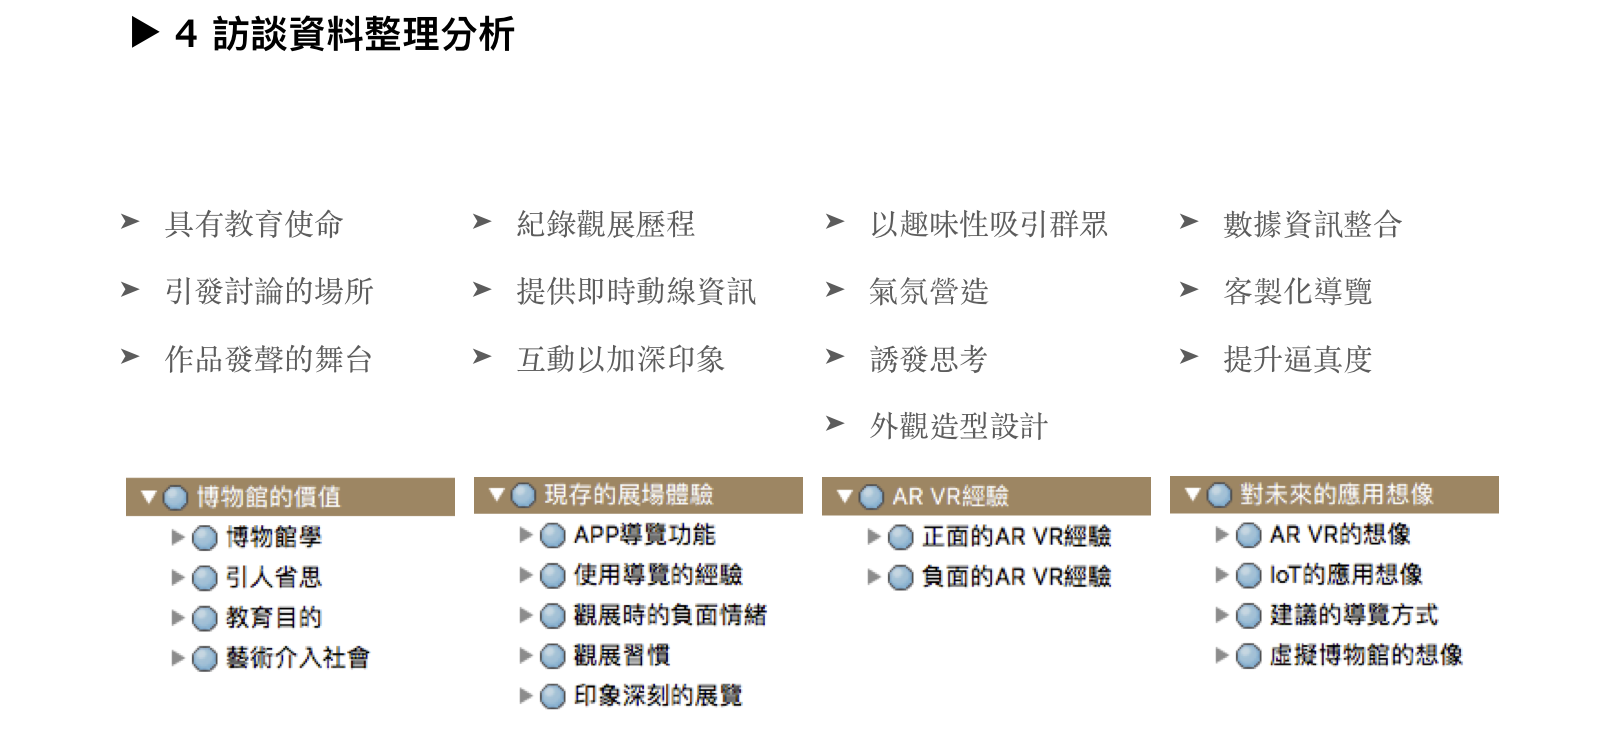 ▶ 4 訪談資料整理分析
➤ 具有教育使命
➤ 引發討論的場所
➤ 作品發聲的舞台
➤ 紀錄觀展歷程
➤ 提供即時動線資訊
➤ 互動以加深印象
➤ 以趣味性吸引群眾
➤ 氣氛營造
➤ 誘發思考
➤ 外觀造型設計
➤ 數據資訊整合
➤ 客製化導覽
➤ 提升逼真度
博物館的價值
博物館學
引人省思
教育目的
藝術介入社會
現存的展場體驗
APP導覽功能
使用導覽的經驗
觀展時的負面情緒
觀展習慣
印象深刻的展覽
AR VR經驗
正面的AR VR經驗
負面的AR VR經驗
對未來的應用想像
AR VR的想像
IoT的應用想像
建議的導覽方式
虛擬博物館的想像